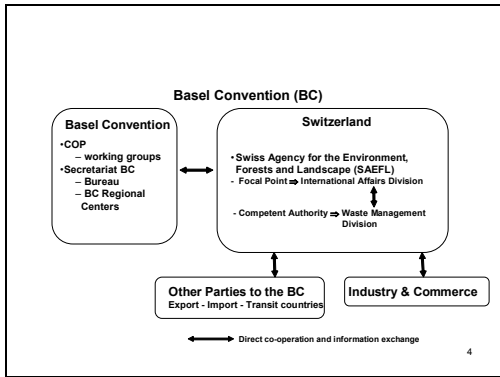 Basel Convention (BC)
Basel Convention
•COP
– working groups
•Secretariat BC
– Bureau
– BC Regional
Centers
Switzerland
•Swiss Agency for the Environment,
Forests and Landscape (SAEFL)
- Focal Point ⇒ International Affairs Division
- Competent Authority ⇒ Waste Management
Division
Other Parties to the BC
Export - Import - Transit countries
Industry & Commerce
Direct co-operation and information exchange
4